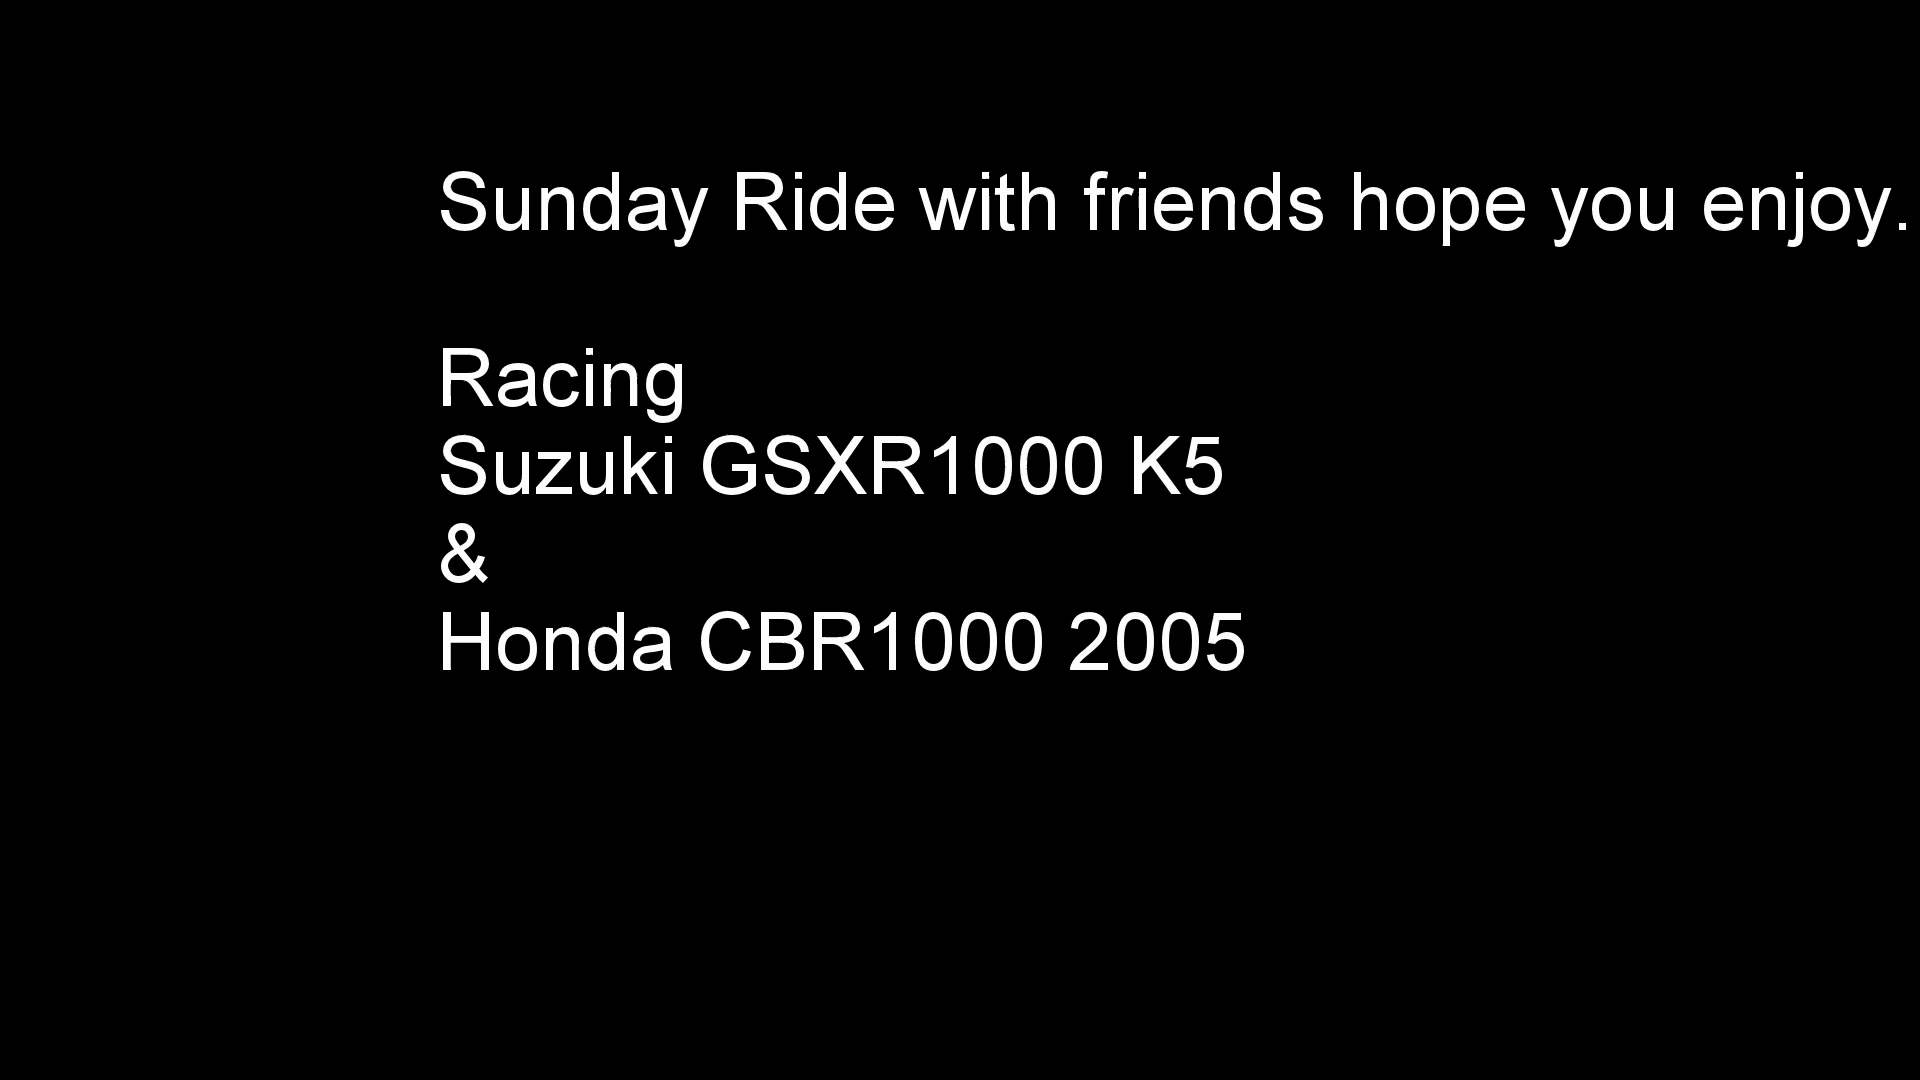 Sunday Ride with friends hope you enjoy.
Racing
Suzuki GSXR1000 K5
&
Honda CBR1000 2005